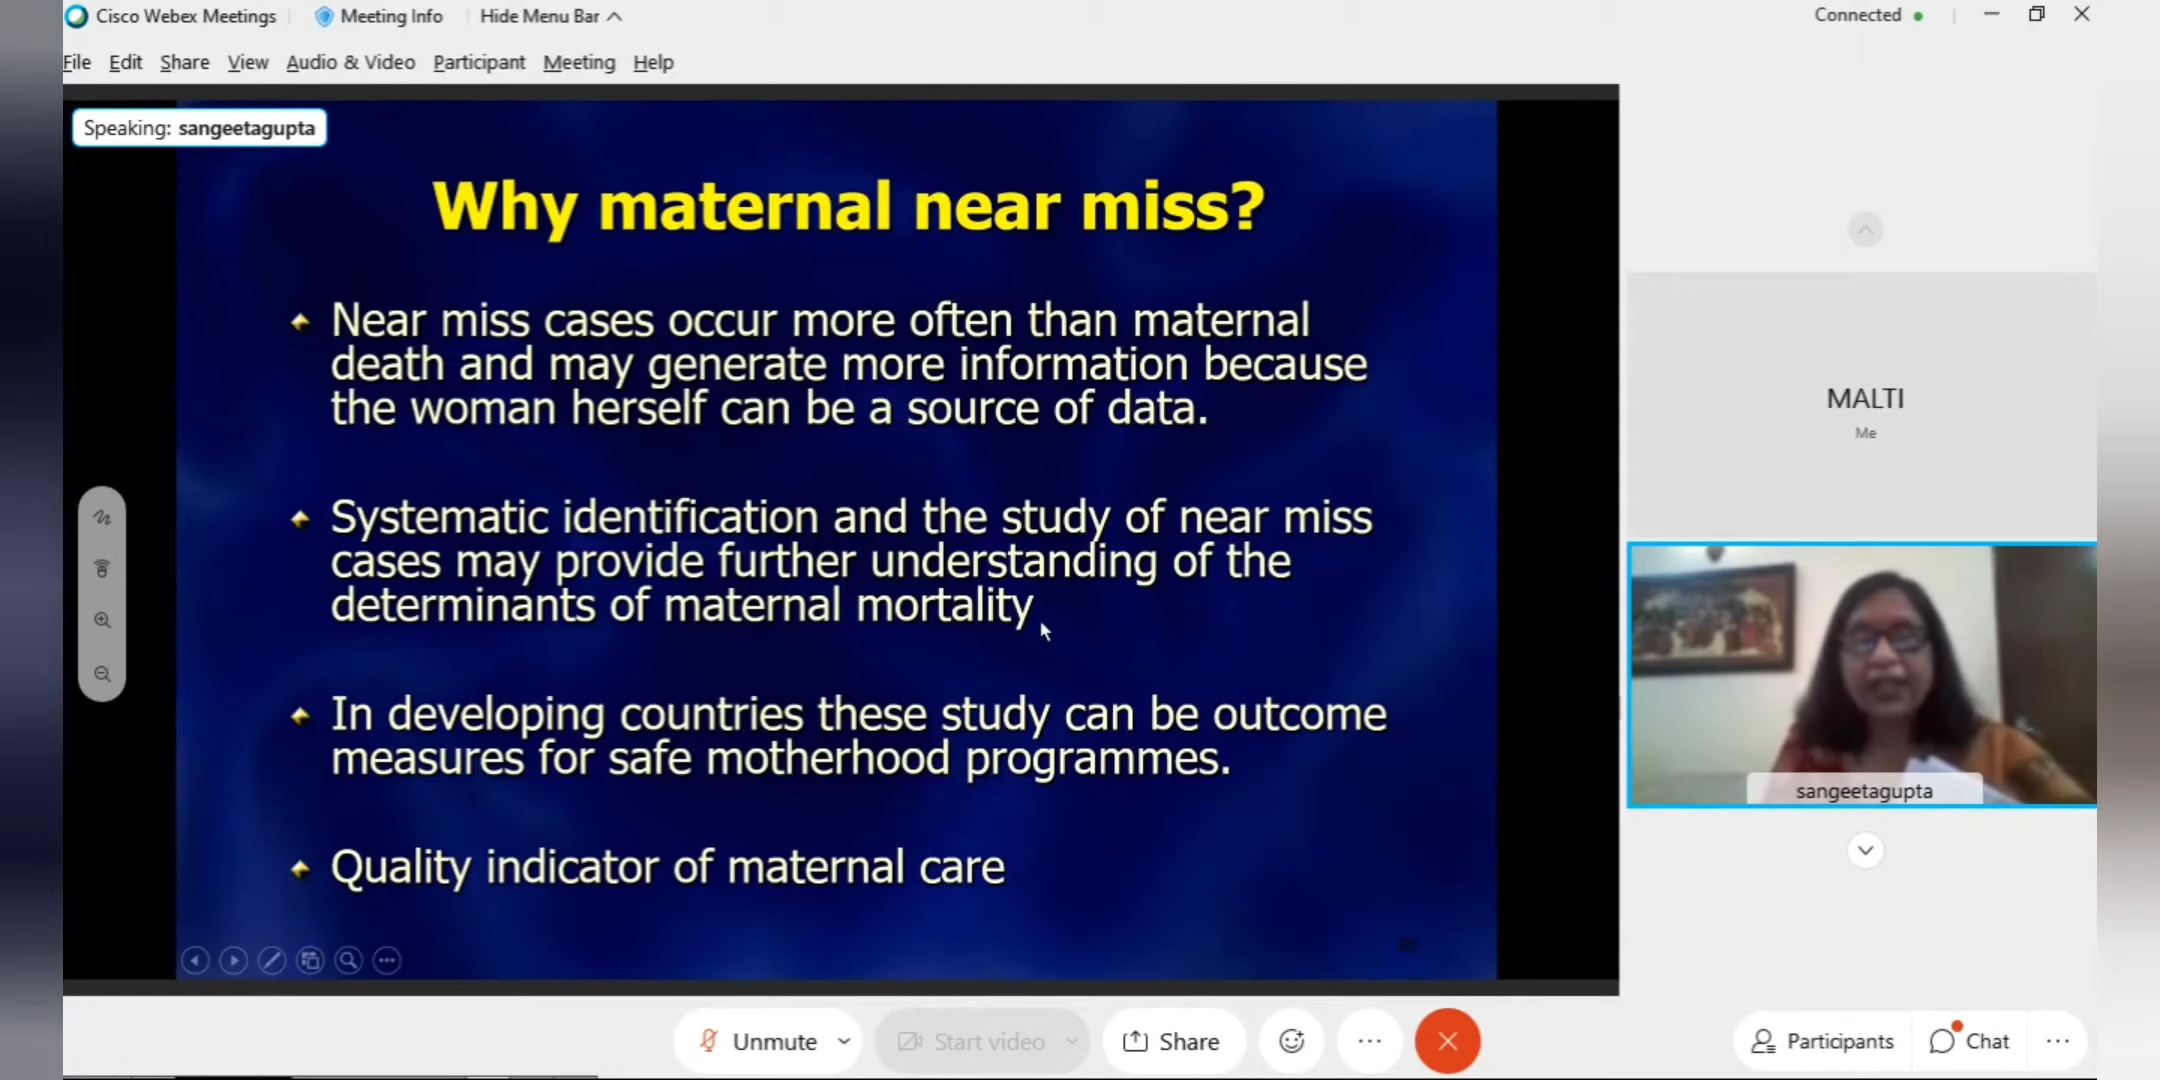 Cisco Webex Meetings
Meeting Info
Hide Menu Bar
Connected
File Edit Share View Audio & Video Participant Meeting Help
Speaking: sangeetagupta
Why maternal near miss?
Near miss cases occur more often than maternal
death and may generate more information because
the woman herself can be a source of data.
Systematic identification and the study of near miss
cases may provide further understanding of the
determinants of maternal mortality
In developing countries these study can be outcome
measures for safe motherhood programmes.
Quality indicator of maternal care
MALTI
Me
sangeetagupta
Unmute
Start video
Share
Participants
Chat